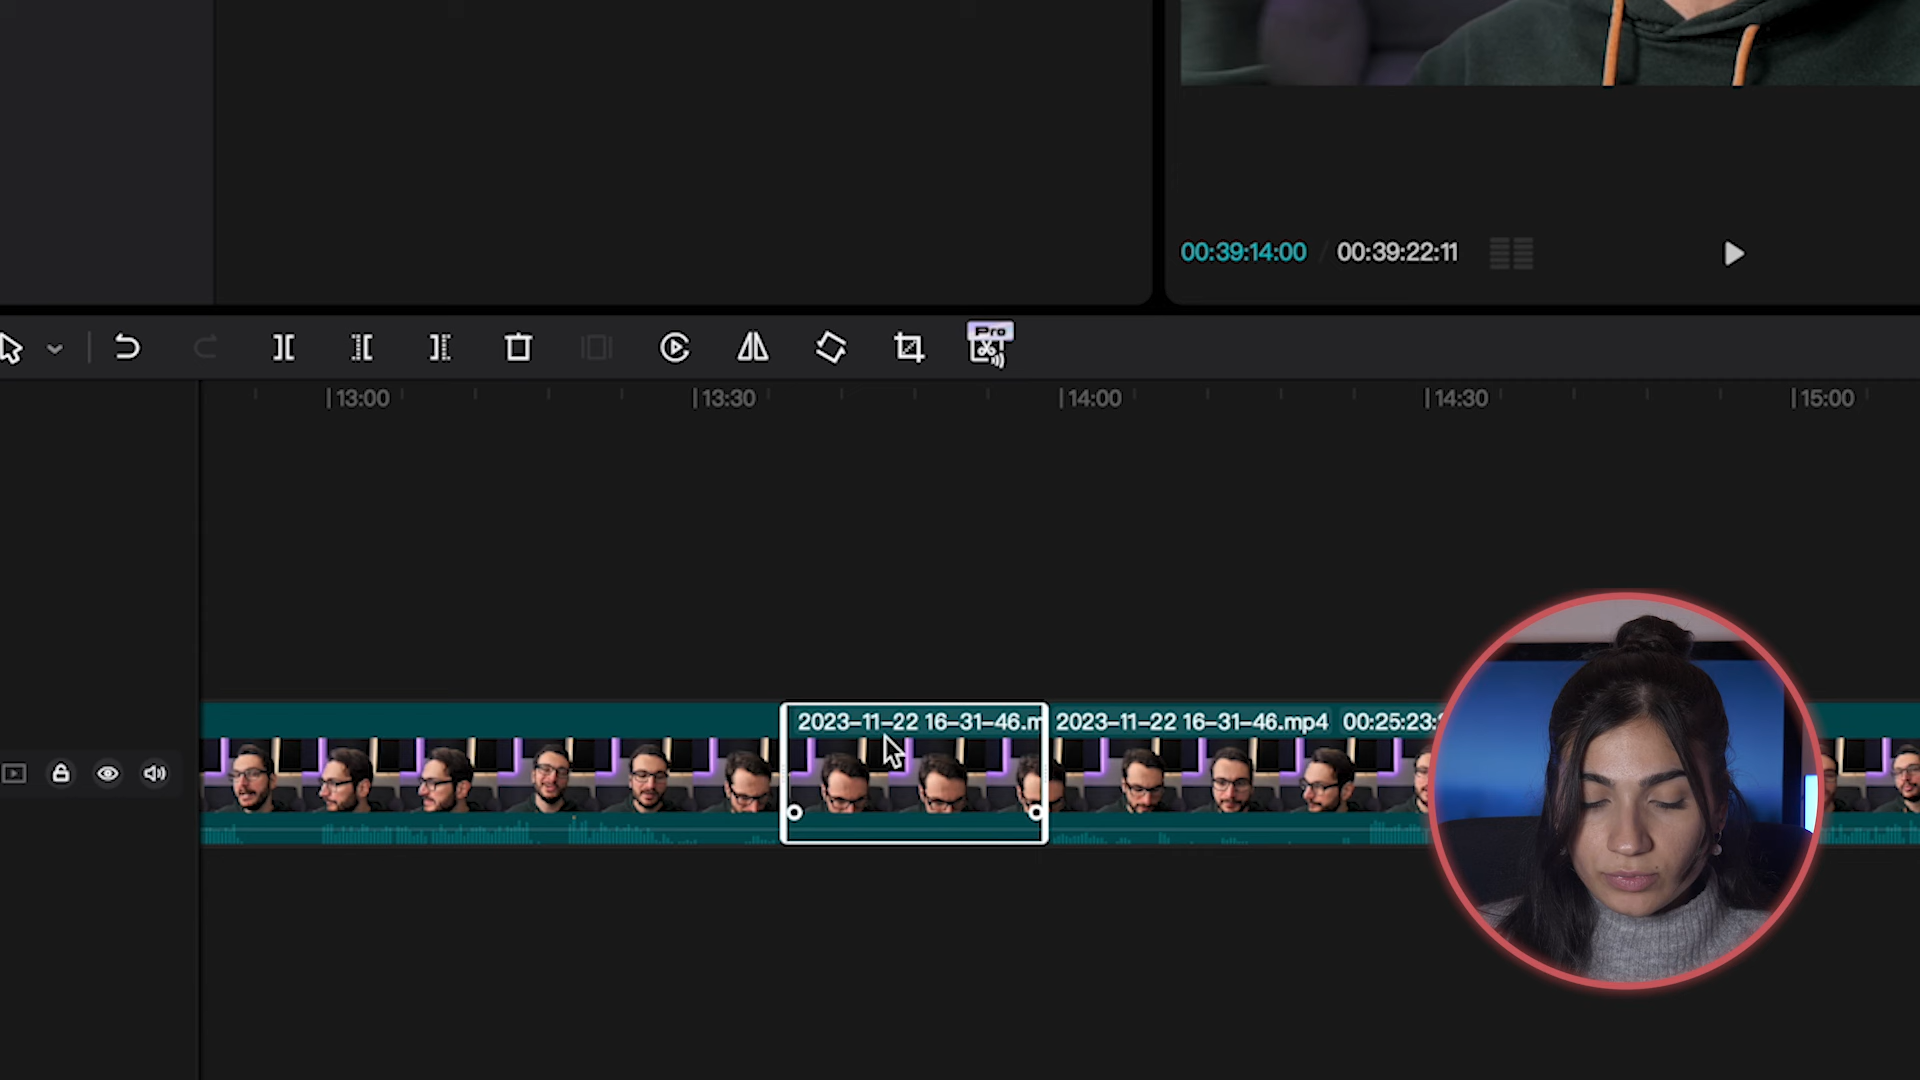 00:39:14:00 / 00:39:22:11
Pro
13:00
13:30
14:00
14:30
15:00
2023-11-22 16-31-46.m
2023-11-22 16-31-46.mp4 00:25:23: